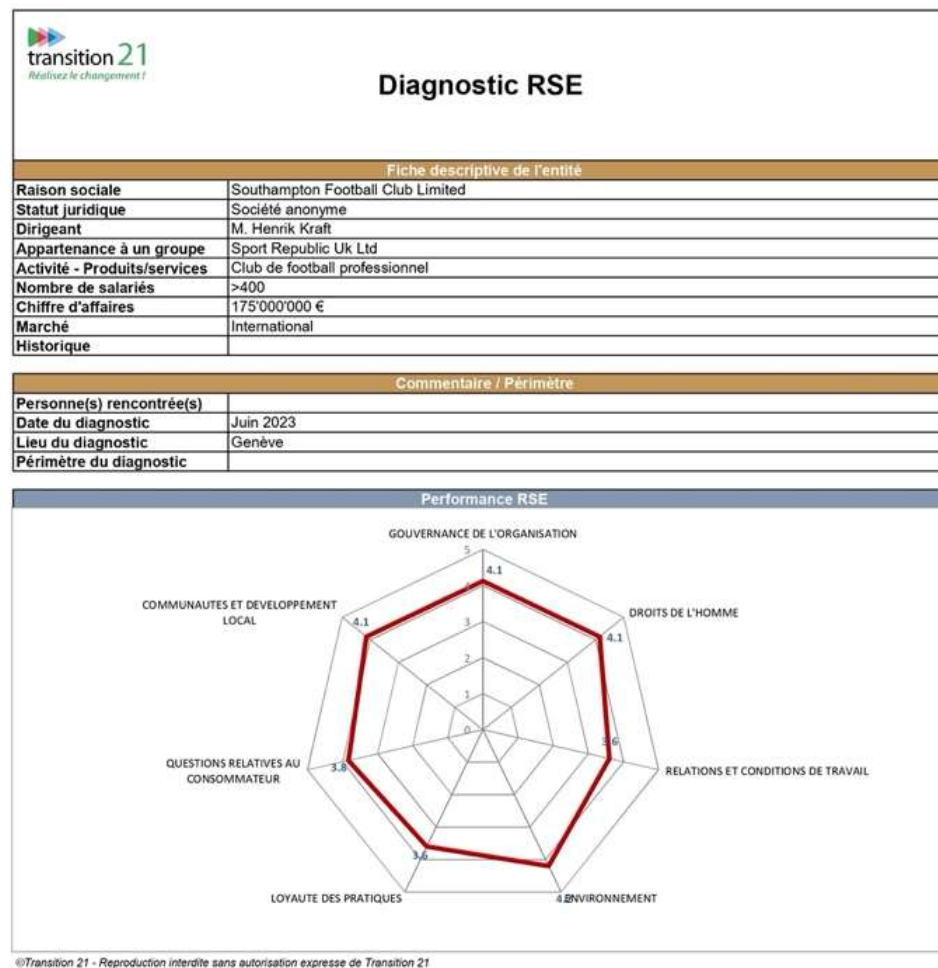 transition 21
Réalisez le changement !
Diagnostic RSE
Fiche descriptive de l'entité
Raison sociale Southampton Football Club Limited
Statut juridique Société anonyme
Dirigeant M. Henrik Kraft
Appartenance à un groupe Sport Republic Uk Ltd
Activité - Produits/services Club de football professionnel
Nombre de salariés >400
Chiffre d'affaires 175'000'000 €
Marché International
Historique
Commentaire / Périmètre
Personne(s) rencontrée(s)
Date du diagnostic Juin 2023
Lieu du diagnostic Genève
Périmètre du diagnostic
Performance RSE
GOUVERNANCE DE L'ORGANISATION
5
4.1
4
COMMUNAUTES ET DEVELOPPEMENT
LOCAL
4.1
DROITS DE L'HOMME
4.1
3
2
1
0
3.6
QUESTIONS RELATIVES AU
CONSOMMATEUR
3.8
RELATIONS ET CONDITIONS DE TRAVAIL
3.6
LOYAUTE DES PRATIQUES
ENVIRONNEMENT
©Transition 21 - Reproduction interdite sans autorisation expresse de Transition 21